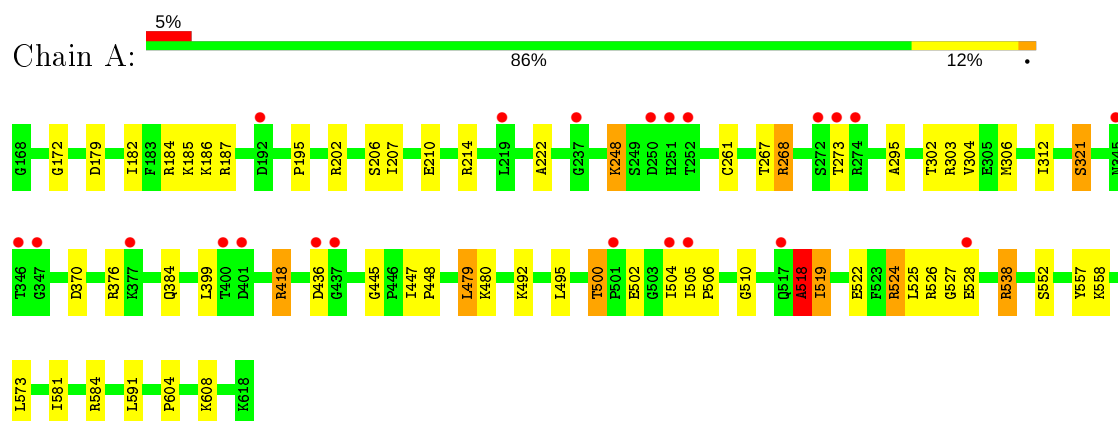 5%
Chain A:
86% 12% •
G168 G172 D179 I182 F183 R184 K185 K186 R187 D192 P195 R202 S206 I207 E210 R214 L219 A222 G237 K248 S249 D250 H251 T252 C261 T267 R268 S272 T273 R274 A295 T302 R303 V304 E305 M306 I312 S321 N345
T346 G347 D370 R376 K377 Q384 L399 T400 D401 R418 D436 G437 G445 P446 I447 P448 L479 K480 K492 L495 T500 P501 E502 G503 I504 I505 P506 G510 Q517 A518 I519 E522 F523 R524 L525 R526 G527 E528 R538 S552 Y557 K558
L573 I581 R584 L591 P604 K608 K618